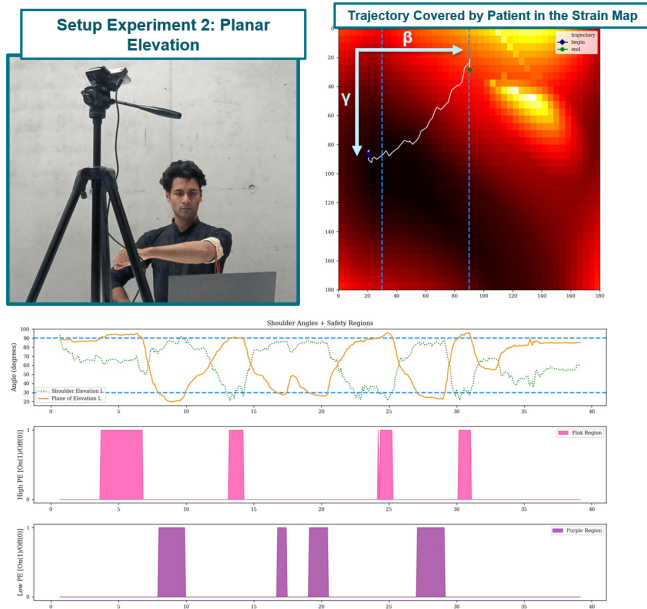 Setup Experiment 2: Planar
Elevation
Trajectory Covered by Patient in the Strain Map
trajectory
begin
end
β
γ
0
20
40
60
80
100
120
140
160
180
0 20 40 60 80 100 120 140 160 180
Shoulder Angles + Safety Regions
Angle (degrees)
100
90
80
70
60
50
40
30
20
Shoulder Elevation L
Plane of Elevation L
0 5 10 15 20 25 30 35 40
High PE [On(1)/Off(0)]
1
0
Pink Region
0 5 10 15 20 25 30 35 40
Low PE [On(1)/Off(0)]
1
0
Purple Region
0 5 10 15 20 25 30 35 40